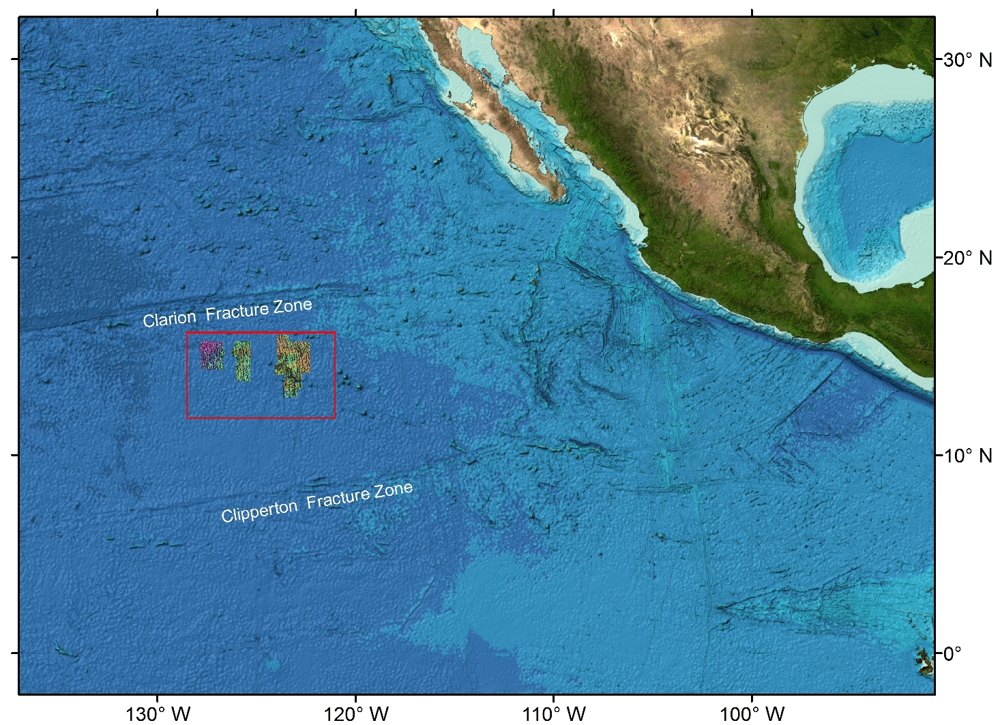 30° N
20° N
Clarion Fracture Zone
10° N
Clipperton Fracture Zone
0°
130° W
120° W
110° W
100° W